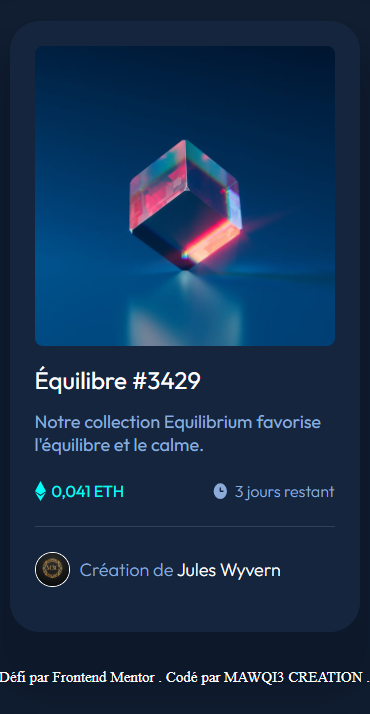 Équilibre #3429
Notre collection Equilibrium favorise
l'équilibre et le calme.
0,041 ETH 3 jours restant
Création de Jules Wyvern
Défi par Frontend Mentor . Codé par MAWQI3 CREATION .